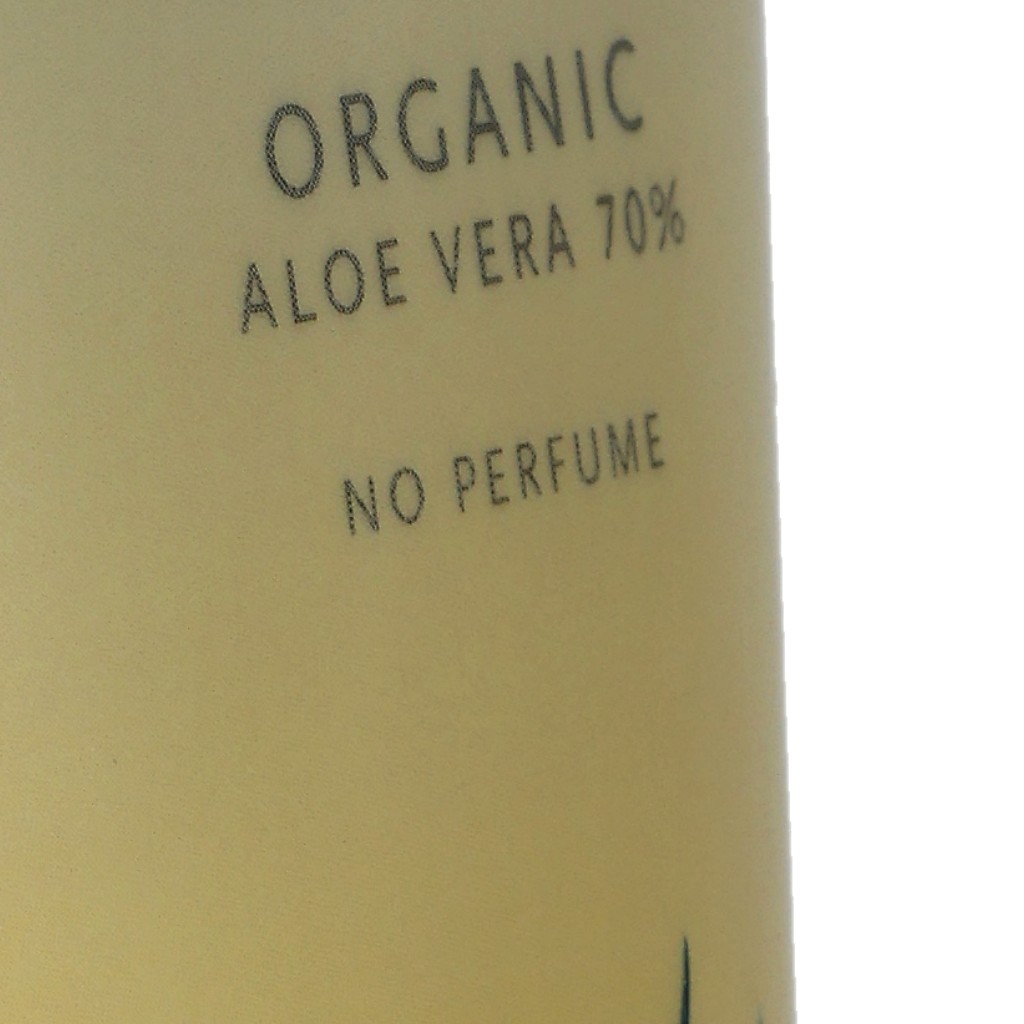 ORGANIC
ALOE VERA 70%
NO PERFUME